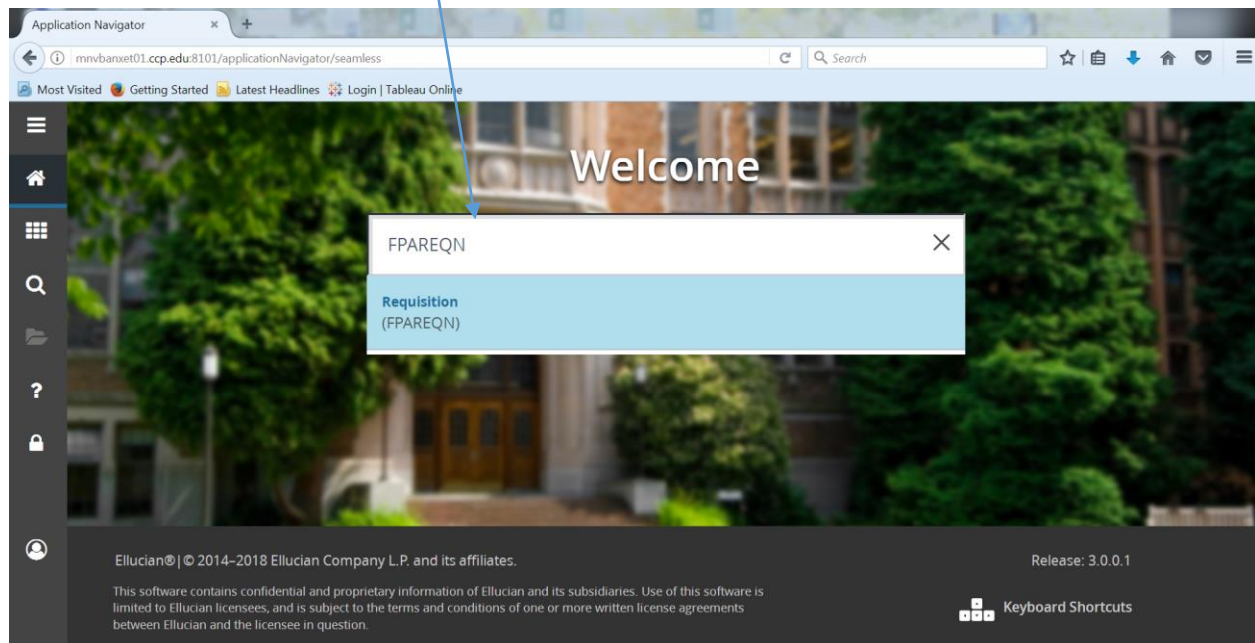 Application Navigator × +
mnvbanxet01.ccp.edu:8101/applicationNavigator/seamless
Search
Most Visited Getting Started Latest Headlines Login | Tableau Online
Welcome
FPAREQN
Requisition
(FPAREQN)
?
Ellucian®|© 2014–2018 Ellucian Company L.P. and its affiliates.
Release: 3.0.0.1
This software contains confidential and proprietary information of Ellucian and its subsidiaries. Use of this software is
limited to Ellucian licensees, and is subject to the terms and conditions of one or more written license agreements
between Ellucian and the licensee in question.
Keyboard Shortcuts